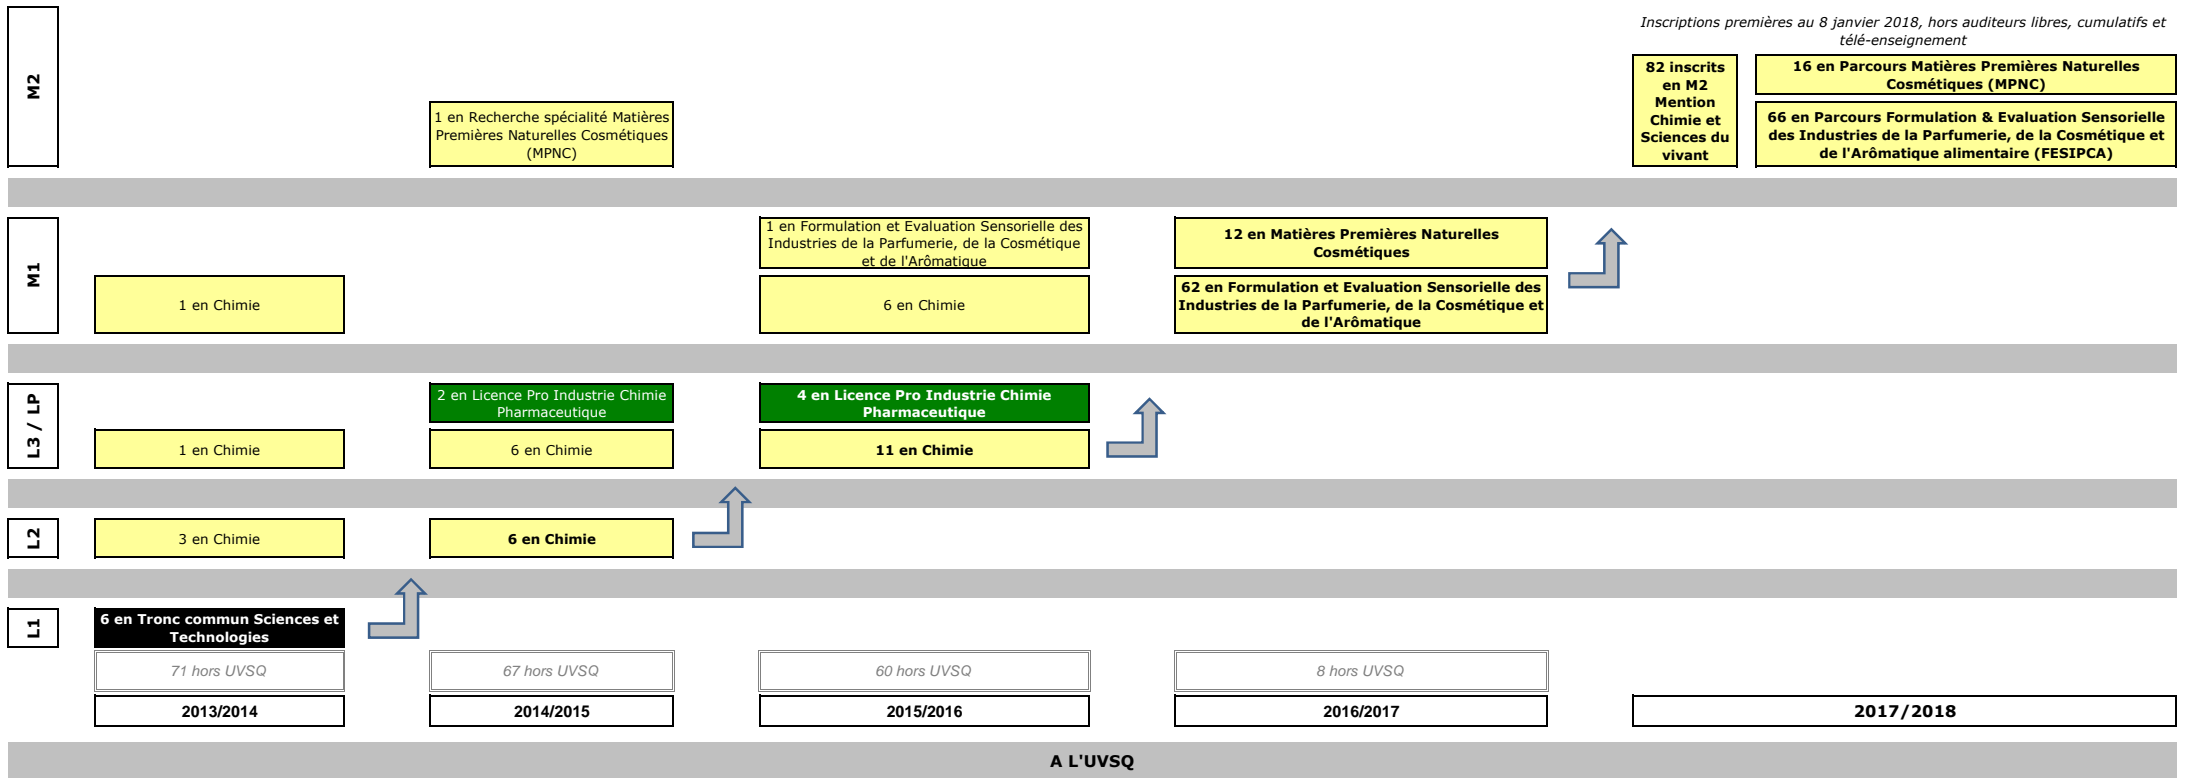 Inscriptions premières au 8 janvier 2018, hors auditeurs libres, cumulatifs et
télé-enseignement
M2
82 inscrits
en M2
Mention
Chimie et
Sciences du
vivant
16 en Parcours Matières Premières Naturelles
Cosmétiques (MPNC)
1 en Recherche spécialité Matières
Premières Naturelles Cosmétiques
(MPNC)
66 en Parcours Formulation & Evaluation Sensorielle
des Industries de la Parfumerie, de la Cosmétique et
de l'Arômatique alimentaire (FESIPCA)
M1
1 en Formulation et Evaluation Sensorielle des
Industries de la Parfumerie, de la Cosmétique
et de l'Arômatique
12 en Matières Premières Naturelles
Cosmétiques
1 en Chimie
6 en Chimie
62 en Formulation et Evaluation Sensorielle des
Industries de la Parfumerie, de la Cosmétique et
de l'Arômatique
L3 / LP
2 en Licence Pro Industrie Chimie
Pharmaceutique
4 en Licence Pro Industrie Chimie
Pharmaceutique
1 en Chimie
6 en Chimie
11 en Chimie
L2
3 en Chimie
6 en Chimie
L1
6 en Tronc commun Sciences et
Technologies
71 hors UVSQ
67 hors UVSQ
60 hors UVSQ
8 hors UVSQ
2013/2014
2014/2015
2015/2016
2016/2017
2017/2018
A L'UVSQ